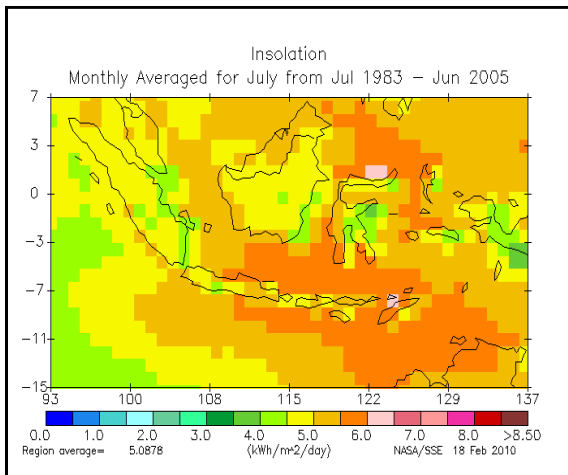 Insolation
Monthly Averaged for July from Jul 1983 – Jun 2005
7
3
0
−3
−7
−11
−15
93 100 108 115 122 129 137
0.0 1.0 2.0 3.0 4.0 5.0 6.0 7.0 8.0 >8.50
Region average= 5.0878 (kWh/m^2/day) NASA/SSE 18 Feb 2010